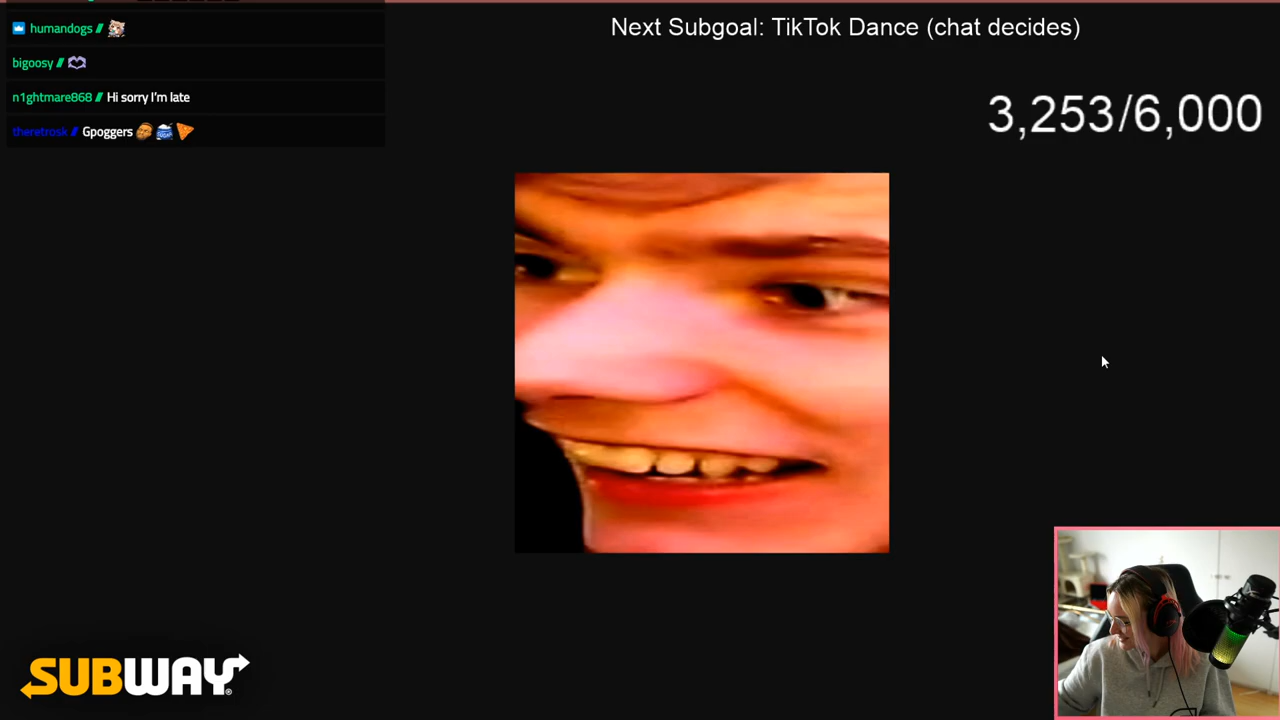 humandogs //
bigoosy //
n1ghtmare868 // Hi sorry I'm late
theretrosk // Gpoggers
Next Subgoal: TikTok Dance (chat decides)
3,253/6,000
SUBWAY®